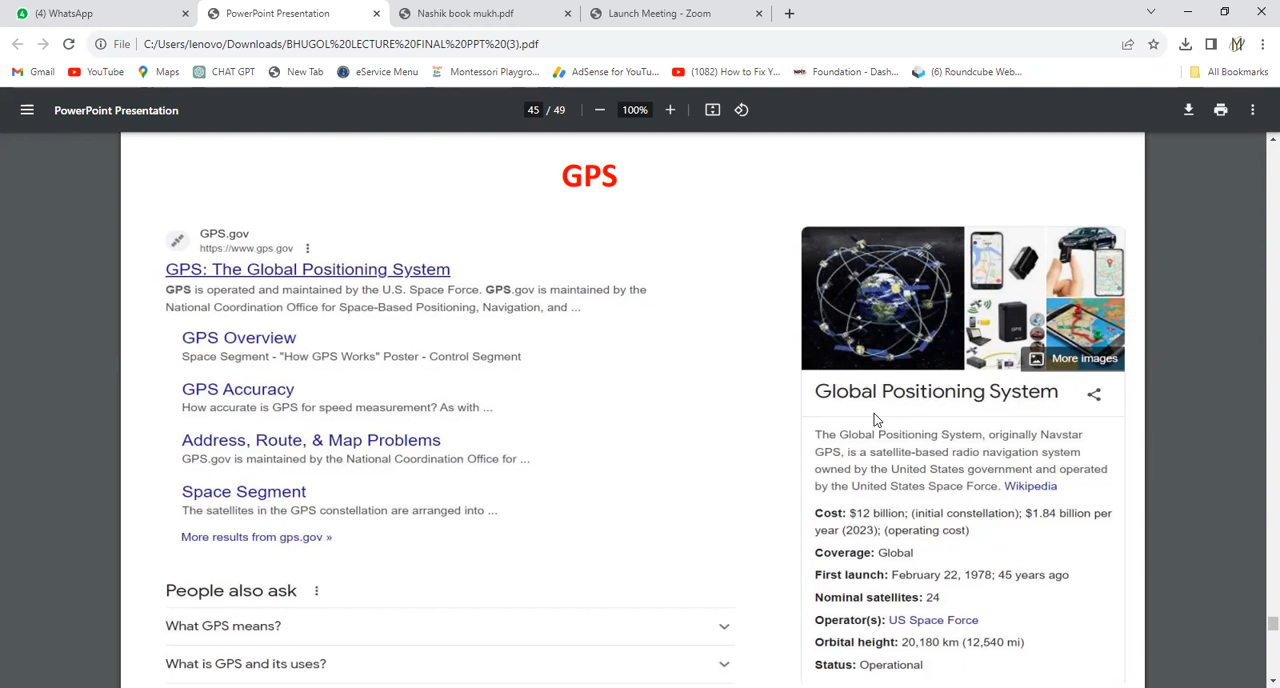 (4) WhatsApp
PowerPoint Presentation
Nashik book mukh.pdf
Launch Meeting - Zoom
File
C:/Users/lenovo/Downloads/BHUGOL%20LECTURE%20FINAL%20PPT%20(3).pdf
Gmail
YouTube
Maps
CHAT GPT
New Tab
eService Menu
Montessori Playgro...
AdSense for YouTu...
(1082) How to Fix Y...
Foundation - Dash...
(6) Roundcube Web...
All Bookmarks
PowerPoint Presentation
45 / 49
100%
GPS
GPS.gov
https://www.gps.gov
GPS: The Global Positioning System
GPS is operated and maintained by the U.S. Space Force. GPS.gov is maintained by the
National Coordination Office for Space-Based Positioning, Navigation, and ...
GPS Overview
Space Segment - "How GPS Works" Poster - Control Segment
GPS Accuracy
How accurate is GPS for speed measurement? As with ...
Address, Route, & Map Problems
GPS.gov is maintained by the National Coordination Office for ...
Space Segment
The satellites in the GPS constellation are arranged into ...
More results from gps.gov »
People also ask
What GPS means?
What is GPS and its uses?
GPS
More images
Global Positioning System
The Global Positioning System, originally Navstar
GPS, is a satellite-based radio navigation system
owned by the United States government and operated
by the United States Space Force. Wikipedia
Cost: $12 billion; (initial constellation); $1.84 billion per
year (2023); (operating cost)
Coverage: Global
First launch: February 22, 1978; 45 years ago
Nominal satellites: 24
Operator(s): US Space Force
Orbital height: 20,180 km (12,540 mi)
Status: Operational